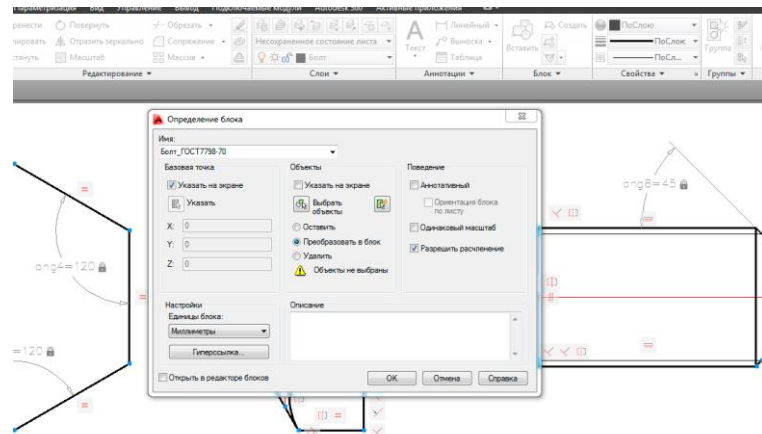 Параметризация Вид Управление Вывод Подключаемые модули Autodesk 360 Активные приложения
Повернуть Обрезать
Отразить зеркально Сопряжение Несохраненное состояние листа
Масштаб Массив Болт
Текст Линейный
Выноска
Таблица
Вставить Создать
ПоСлою
ПоСлою
ПоСл...
Группа
Редактирование Слои Аннотации Блок Свойства Группы
Определение блока
Имя:
Болт_ГОСТ7798-70
Базовая точка Объекты Поведение
Указать на экране Указать на экране Аннотативный
Указать Выбрать объекты Ориентация блока по листу
X: 0 Оставить Одинаковый масштаб
Y: 0 Преобразовать в блок Разрешить расчленение
Z: 0 Удалить
Объекты не выбраны
Настройки Описание
Единицы блока:
Миллиметры
Гиперссылка...
Открыть в редакторе блоков OK Отмена Справка
ang8=45
ang4=120
=120